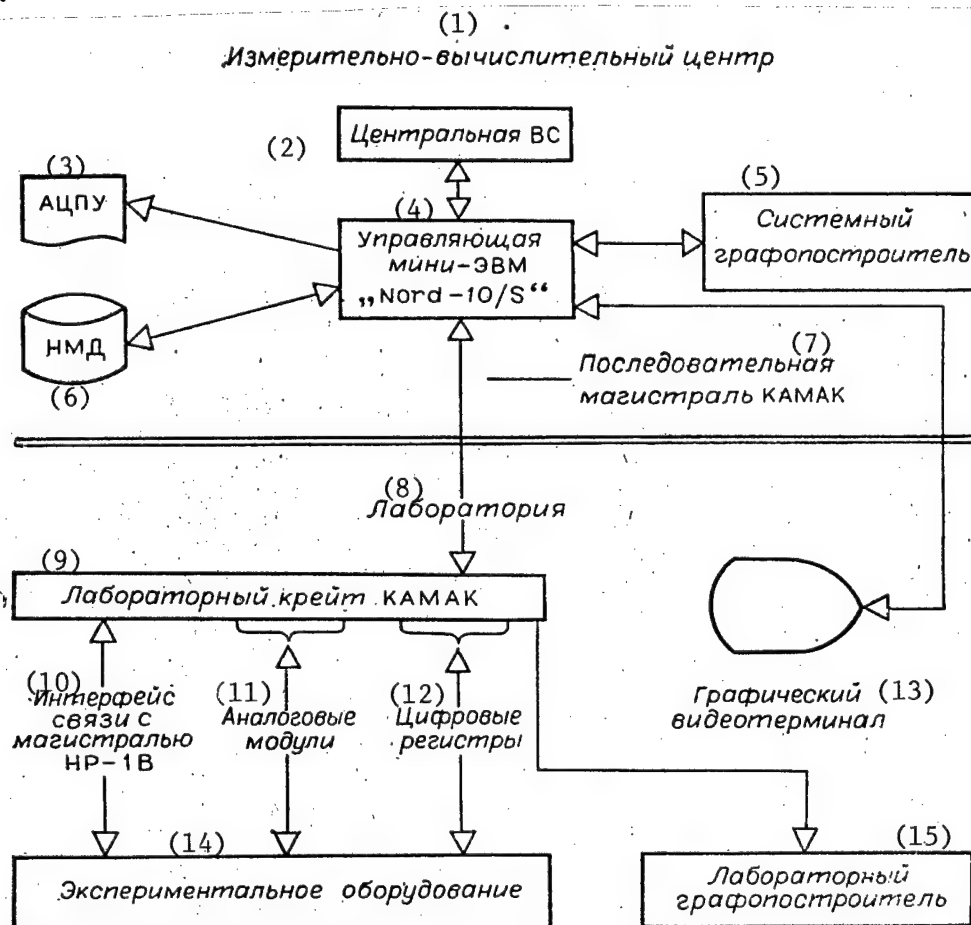 (1)
Измерительно-вычислительный центр
(2)
Центральная ВС
(3)
АЦПУ
(4)
Управляющая
мини-ЭВМ
„Nord-10/S“
(5)
Системный
графопостроитель
НМД
(6)
(7)
Последовательная
магистраль КАМАК
(8)
Лаборатория
(9)
Лабораторный крейт КАМАК
(10)
Интерфейс
связи с
магистралью
HP-1B
(11)
Аналоговые
модули
(12)
Цифровые
регистры
Графический (13)
видеотерминал
(14)
Экспериментальное оборудование
(15)
Лабораторный
графопостроитель